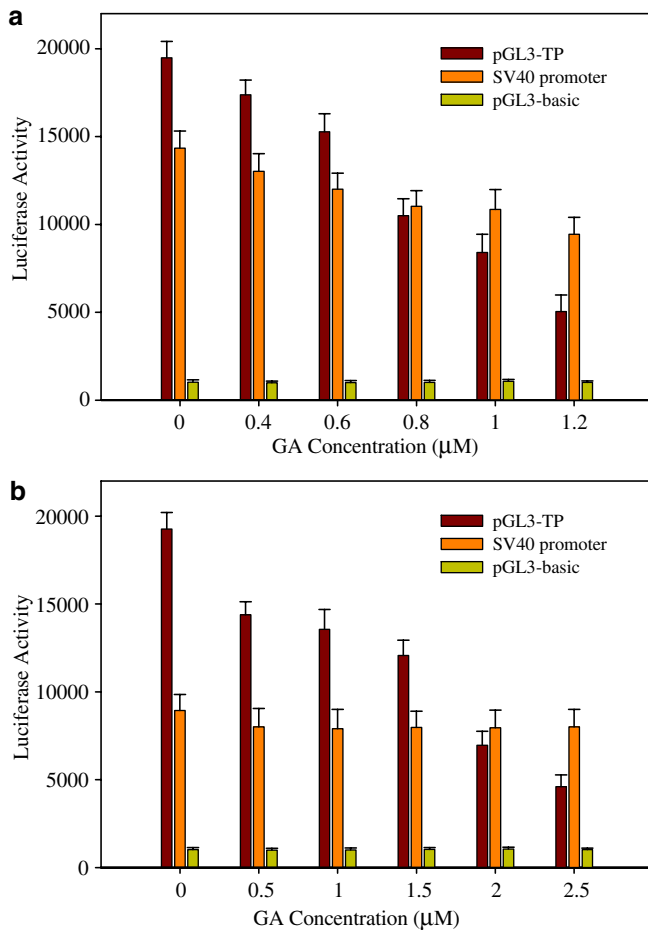 a
20000
15000
10000
5000
0
Luciferase Activity
pGL3-TP
SV40 promoter
pGL3-basic
0 0.4 0.6 0.8 1 1.2
GA Concentration (μM)
b
20000
15000
10000
5000
0
Luciferase Activity
pGL3-TP
SV40 promoter
pGL3-basic
0 0.5 1 1.5 2 2.5
GA Concentration (μM)